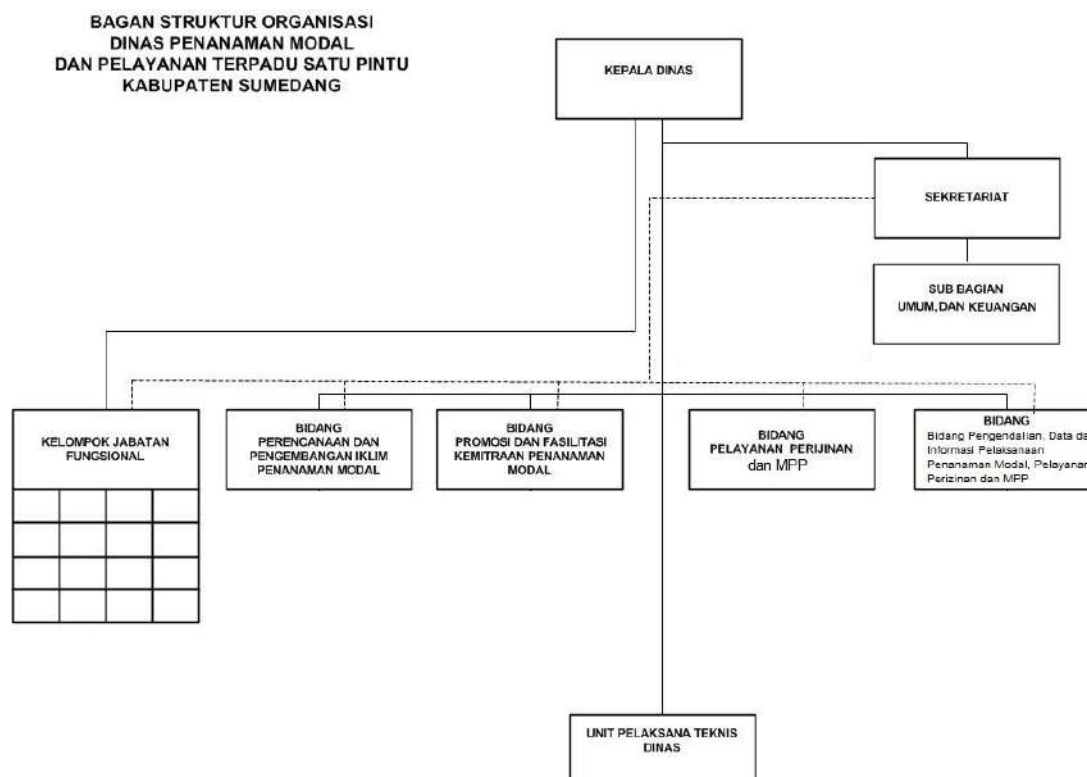 BAGAN STRUKTUR ORGANISASI
DINAS PENANAMAN MODAL
DAN PELAYANAN TERPADU SATU PINTU
KABUPATEN SUMEDANG
KEPALA DINAS
SEKRETARIAT
SUB BAGIAN
UMUM, DAN KEUANGAN
KELOMPOK JABATAN
FUNGSIONAL
BIDANG
PERENCANAAN DAN
PENGEMBANGAN IKLIM
PENANAMAN MODAL
BIDANG
PROMOSI DAN FASILITASI
KEMITRAAN PENANAMAN
MODAL
BIDANG
PELAYANAN PERIJINAN
dan MPP
BIDANG
Bidang Pengendalian, Data da
Informasi Pelaksanaan
Penanaman Modal, Pelayanan
Perizinan dan MPP
UNIT PELAKSANA TEKNIS
DINAS